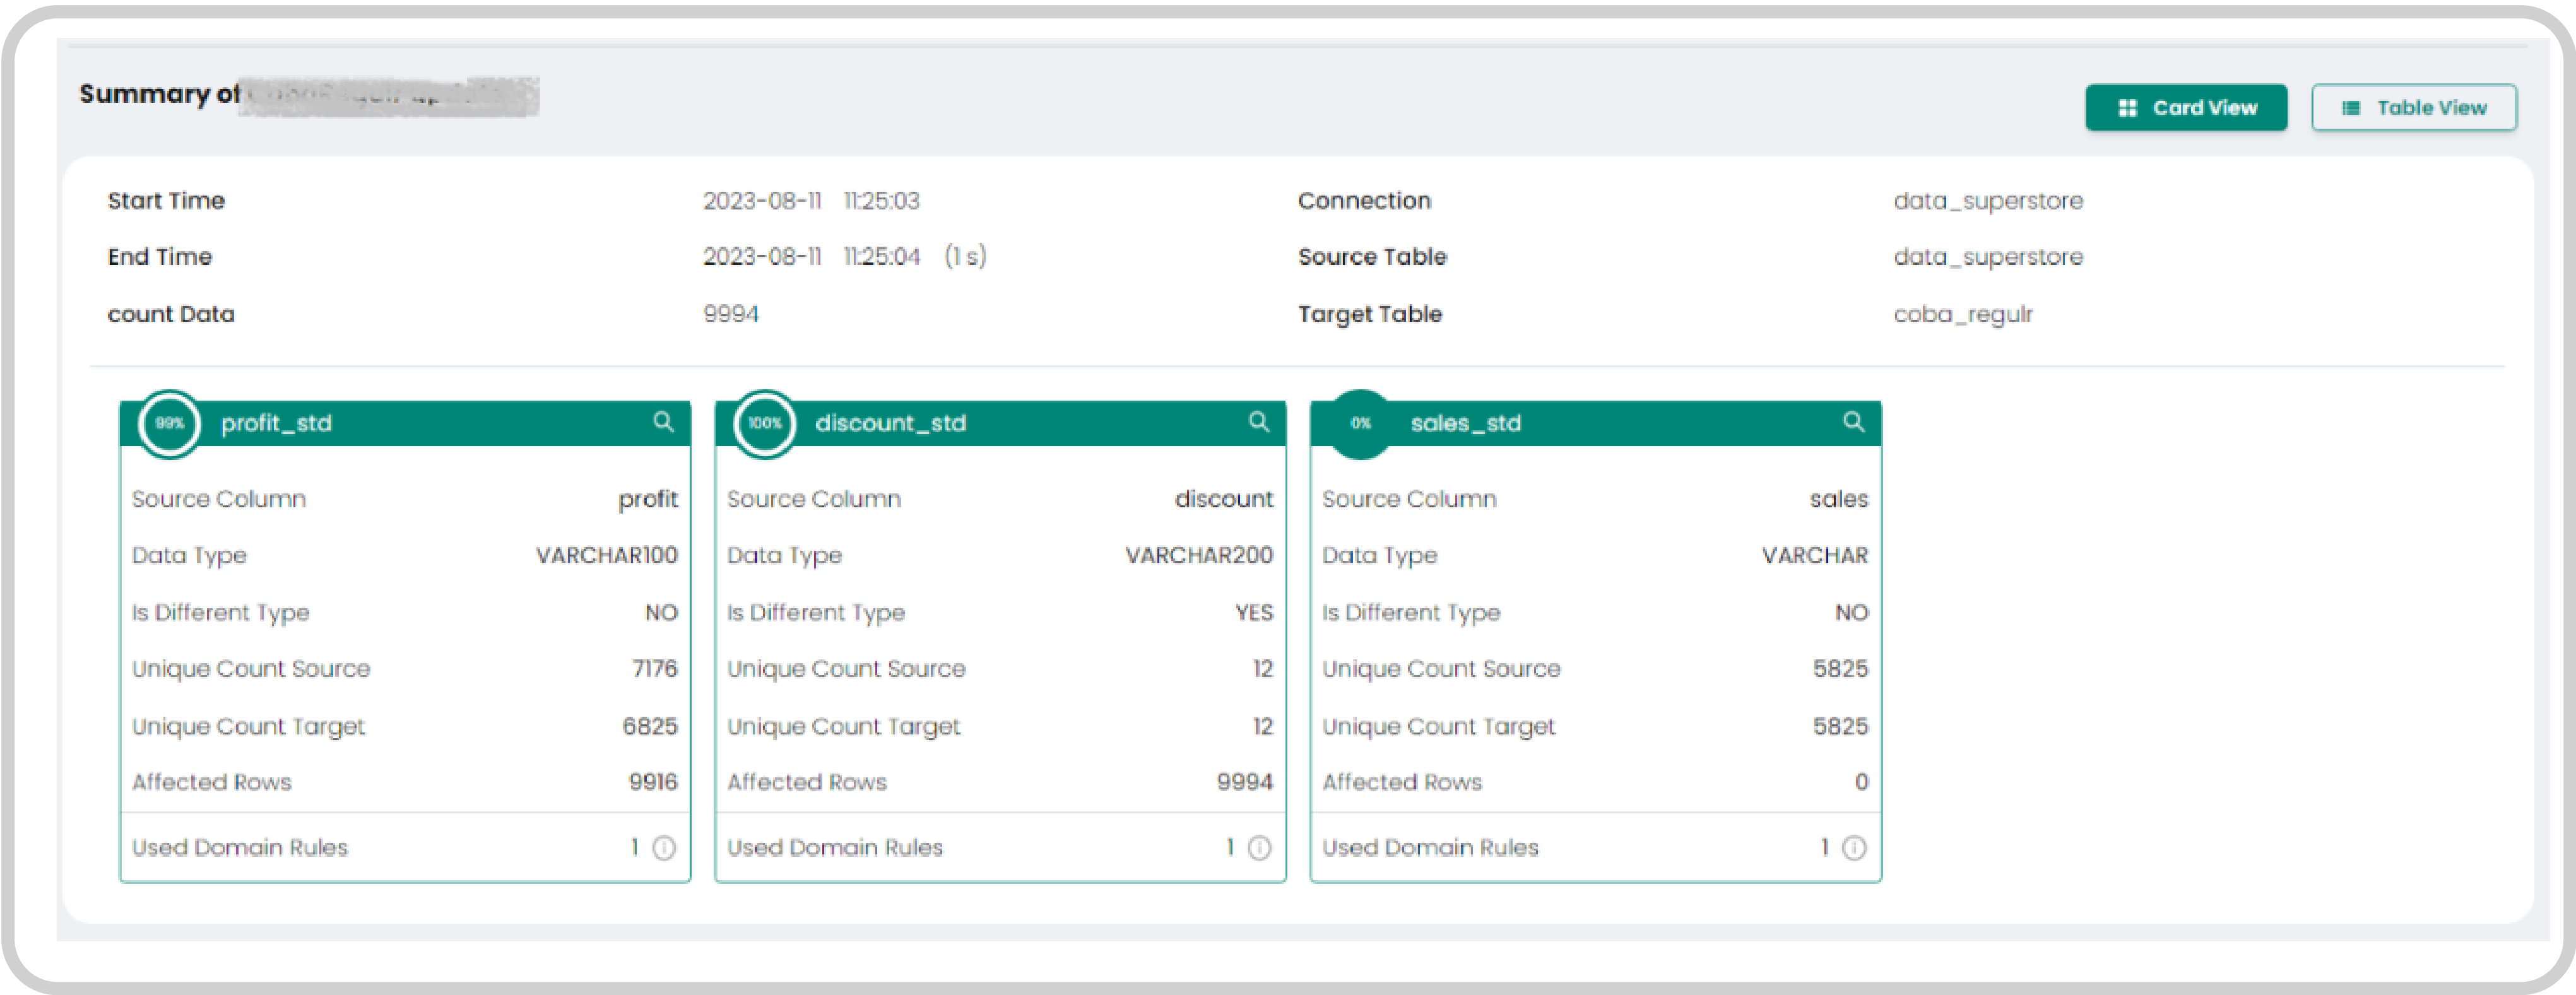 Summary of
Card View
Table View
Start Time 2023-08-11 11:25:03 Connection data_superstore
End Time 2023-08-11 11:25:04 (1 s) Source Table data_superstore
count Data 9994 Target Table coba_regulr
99% profit_std
Source Column profit
Data Type VARCHAR100
Is Different Type NO
Unique Count Source 7176
Unique Count Target 6825
Affected Rows 9916
Used Domain Rules 1
100% discount_std
Source Column discount
Data Type VARCHAR200
Is Different Type YES
Unique Count Source 12
Unique Count Target 12
Affected Rows 9994
Used Domain Rules 1
0% sales_std
Source Column sales
Data Type VARCHAR
Is Different Type NO
Unique Count Source 5825
Unique Count Target 5825
Affected Rows 0
Used Domain Rules 1